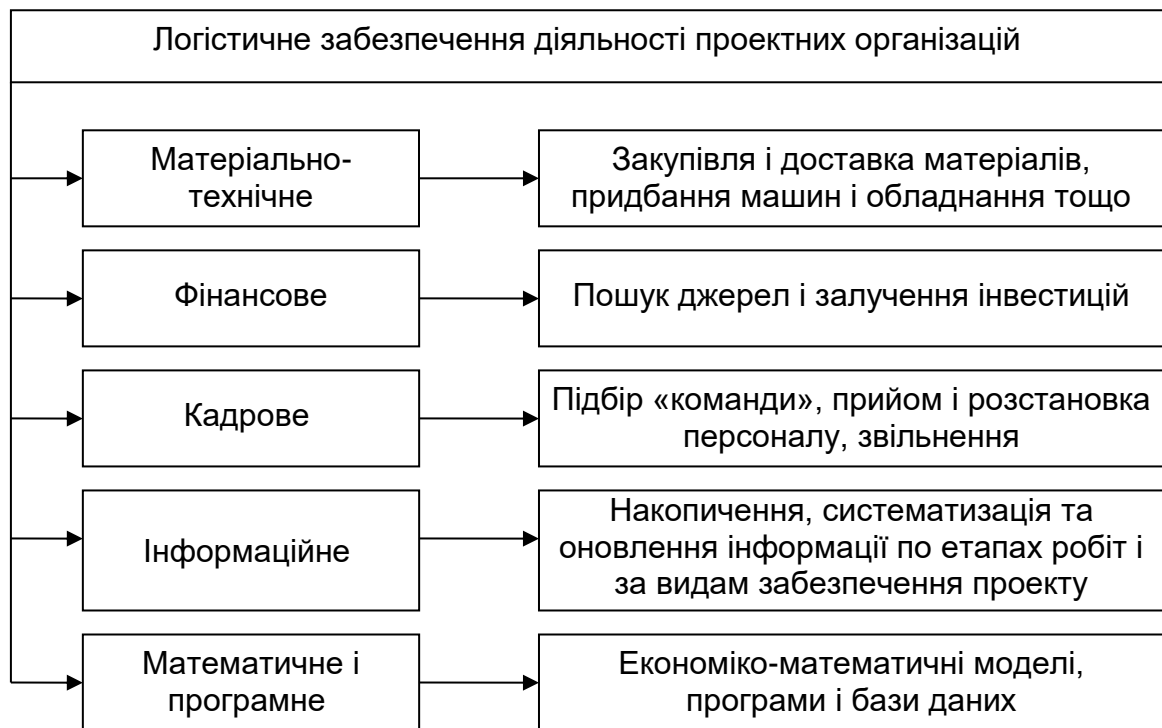 Логістичне забезпечення діяльності проектних організацій
Матеріально-
технічне
Закупівля і доставка матеріалів,
придбання машин і обладнання тощо
Фінансове
Пошук джерел і залучення інвестицій
Кадрове
Підбір «команди», прийом і розстановка
персоналу, звільнення
Інформаційне
Накопичення, систематизація та
оновлення інформації по етапах робіт і
за видам забезпечення проекту
Математичне і
програмне
Економіко-математичні моделі,
програми і бази даних